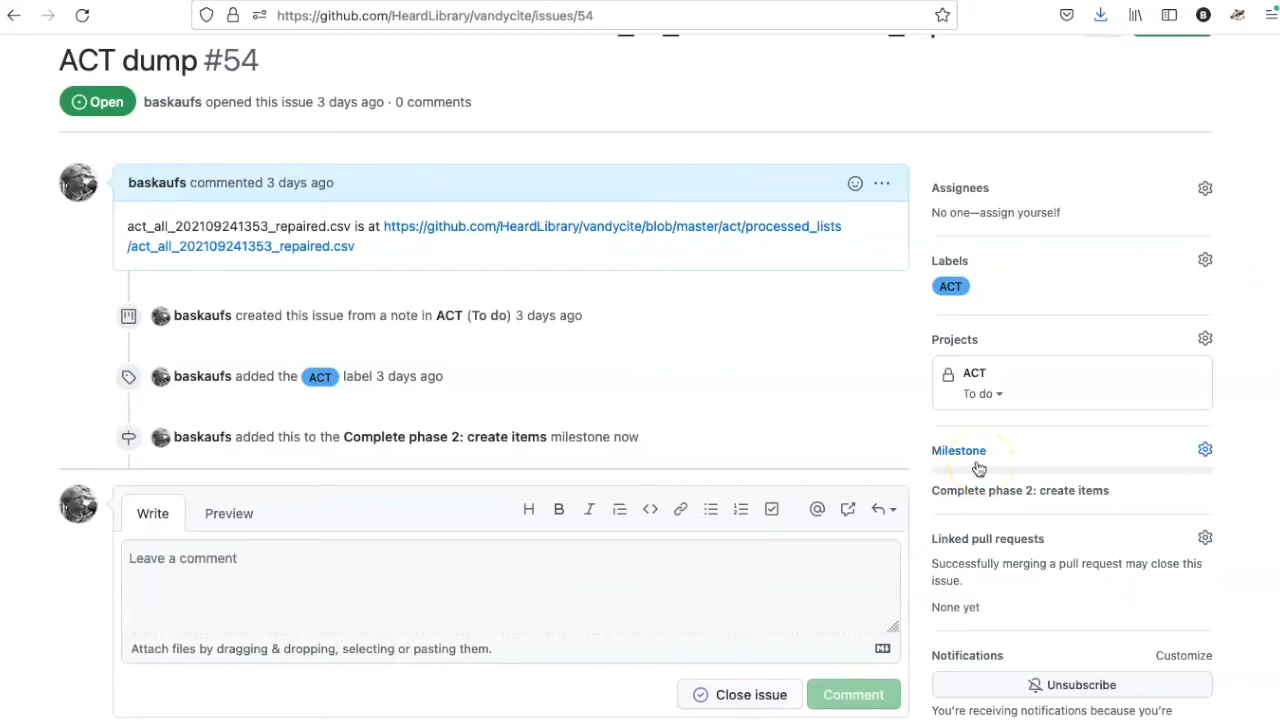 https://github.com/HeardLibrary/vandycite/issues/54
B
ACT dump #54
Open
baskaufs opened this issue 3 days ago · 0 comments
baskaufs commented 3 days ago
act_all_202109241353_repaired.csv is at https://github.com/HeardLibrary/vandycite/blob/master/act/processed_lists
/act_all_202109241353_repaired.csv
baskaufs created this issue from a note in ACT (To do) 3 days ago
baskaufs added the ACT label 3 days ago
baskaufs added this to the Complete phase 2: create items milestone now
Write
Preview
H B I @
Leave a comment
Attach files by dragging & dropping, selecting or pasting them.
Close issue
Comment
Assignees
No one—assign yourself
Labels
ACT
Projects
ACT
To do
Milestone
Complete phase 2: create items
Linked pull requests
Successfully merging a pull request may close this
issue.
None yet
Notifications
Customize
Unsubscribe
You're receiving notifications because you're